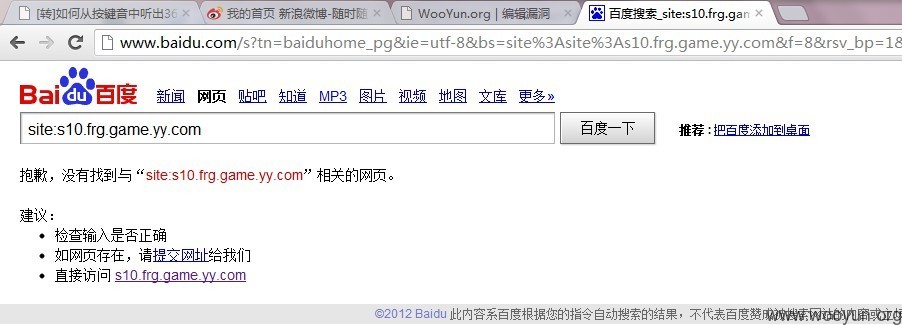 [转]如何从按键音中听出36 我的首页 新浪微博-随时随 WooYun.org | 编辑漏洞 百度搜索_site:s10.frg.gam
www.baidu.com/s?tn=baiduhome_pg&ie=utf-8&bs=site%3Asite%3As10.frg.game.yy.com&f=8&rsv_bp=1&
Bai du 百度 新闻 网页 贴吧 知道 MP3 图片 视频 地图 文库 更多»
site:s10.frg.game.yy.com 百度一下 推荐:把百度添加到桌面
抱歉，没有找到与“site:s10.frg.game.yy.com”相关的网页。
建议：
• 检查输入是否正确
• 如网页存在，请提交网址给我们
• 直接访问 s10.frg.game.yy.com
©2012 Baidu 此内容系百度根据您的指令自动搜索的结果，不代表百度赞成
www.wooyun.org